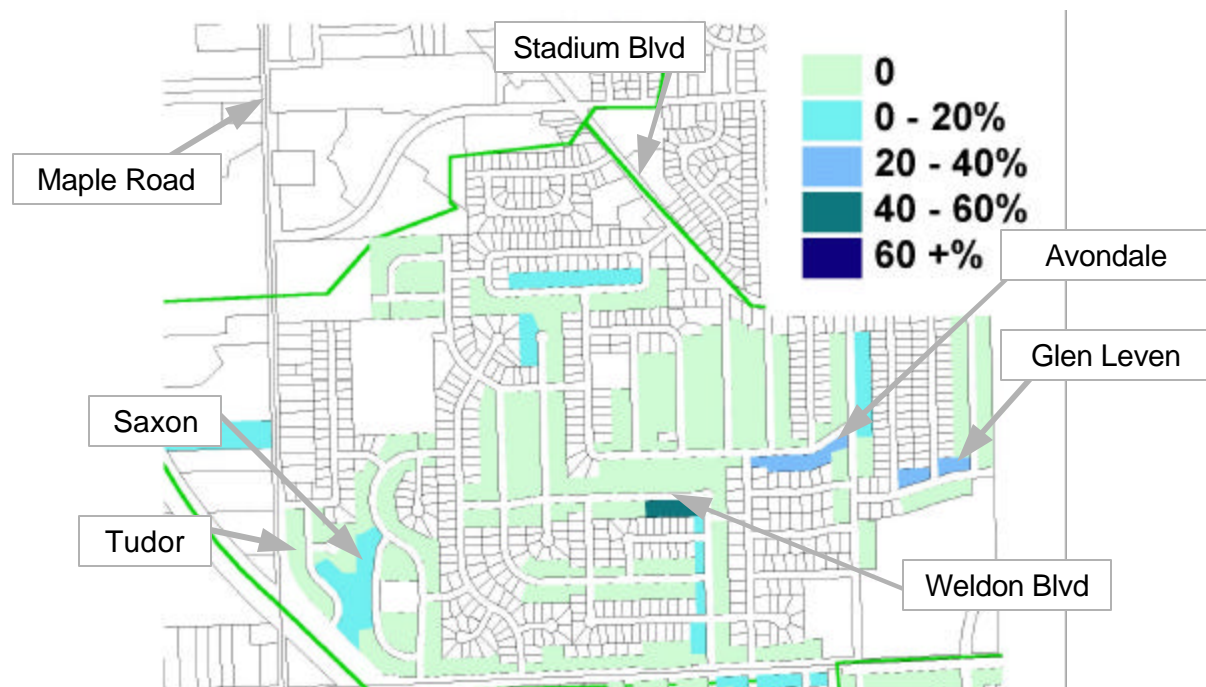 Stadium Blvd
0
0 - 20%
Maple Road
20 - 40%
40 - 60%
60 +%
Avondale
Glen Leven
Saxon
Tudor
Weldon Blvd